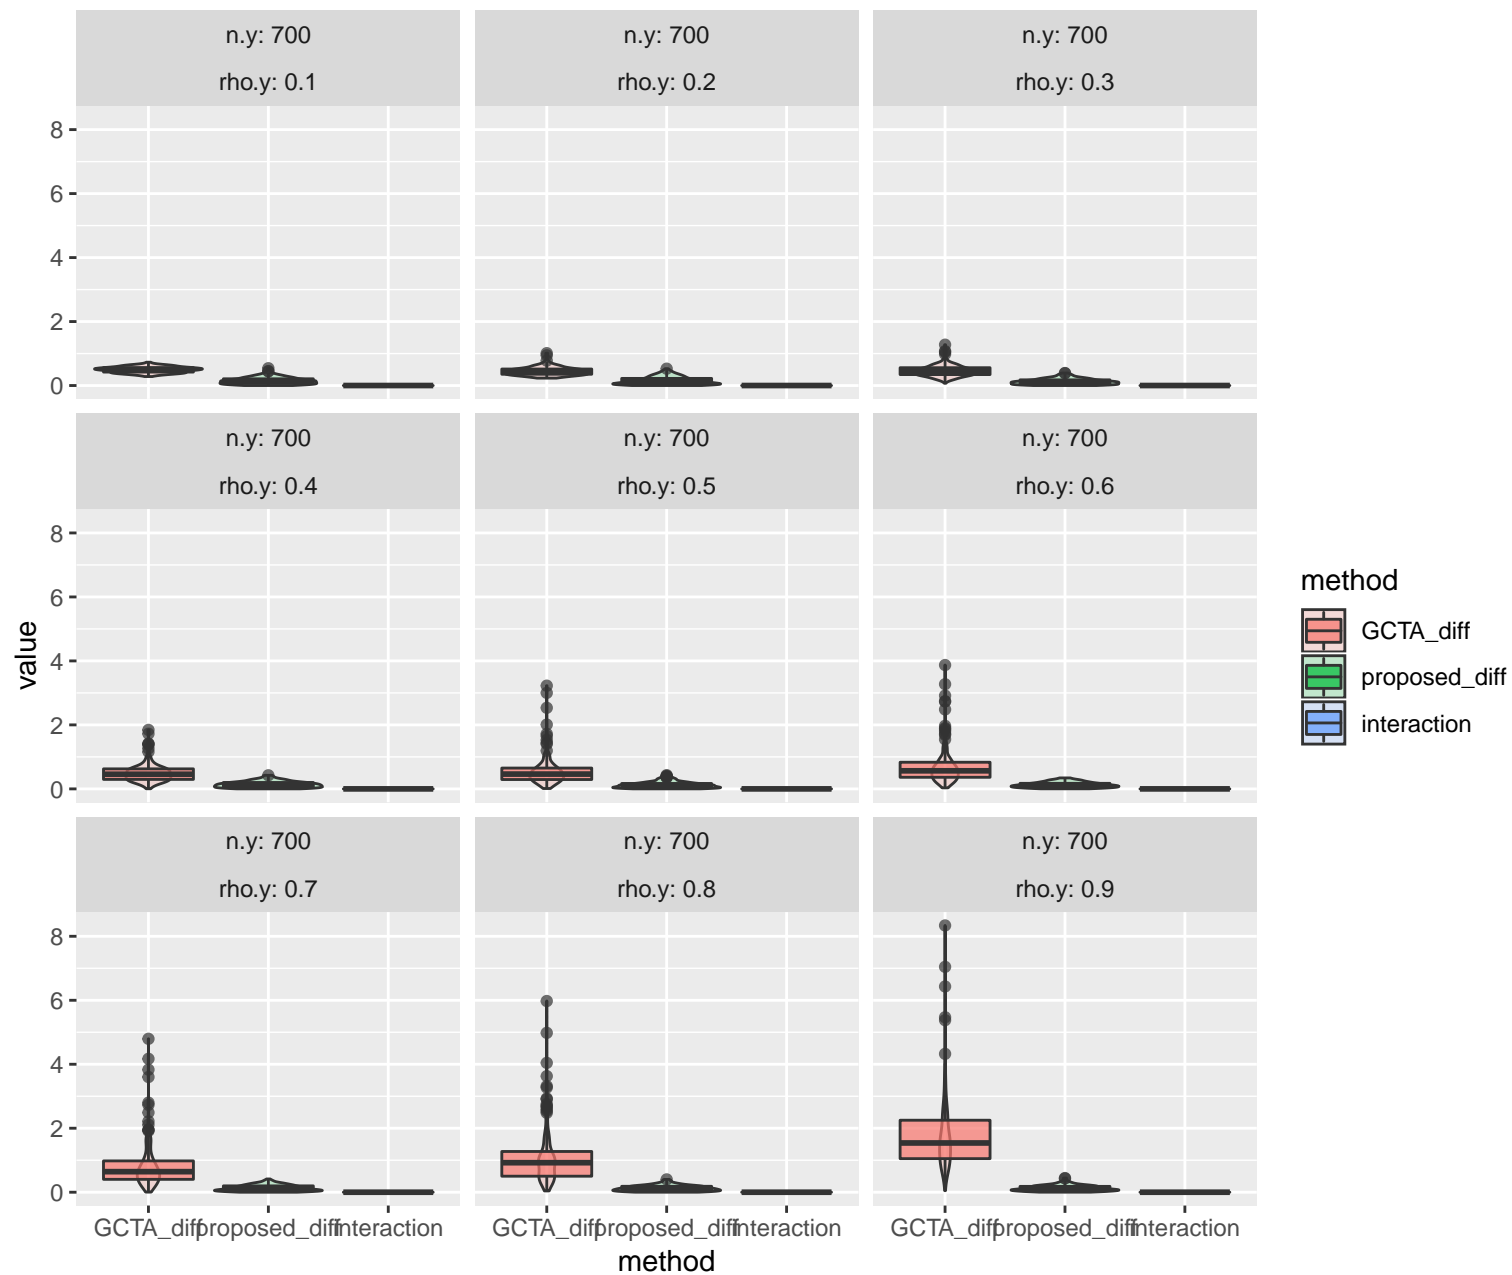 n.y: 700
rho.y: 0.1
n.y: 700
rho.y: 0.2
n.y: 700
rho.y: 0.3
8
6
4
2
0
n.y: 700
rho.y: 0.4
n.y: 700
rho.y: 0.5
n.y: 700
rho.y: 0.6
8
6
4
2
0
value
n.y: 700
rho.y: 0.7
n.y: 700
rho.y: 0.8
n.y: 700
rho.y: 0.9
8
6
4
2
0
GCTA_diff proposed_diff interaction
GCTA_diff proposed_diff interaction
GCTA_diff proposed_diff interaction
method
method
GCTA_diff
proposed_diff
interaction